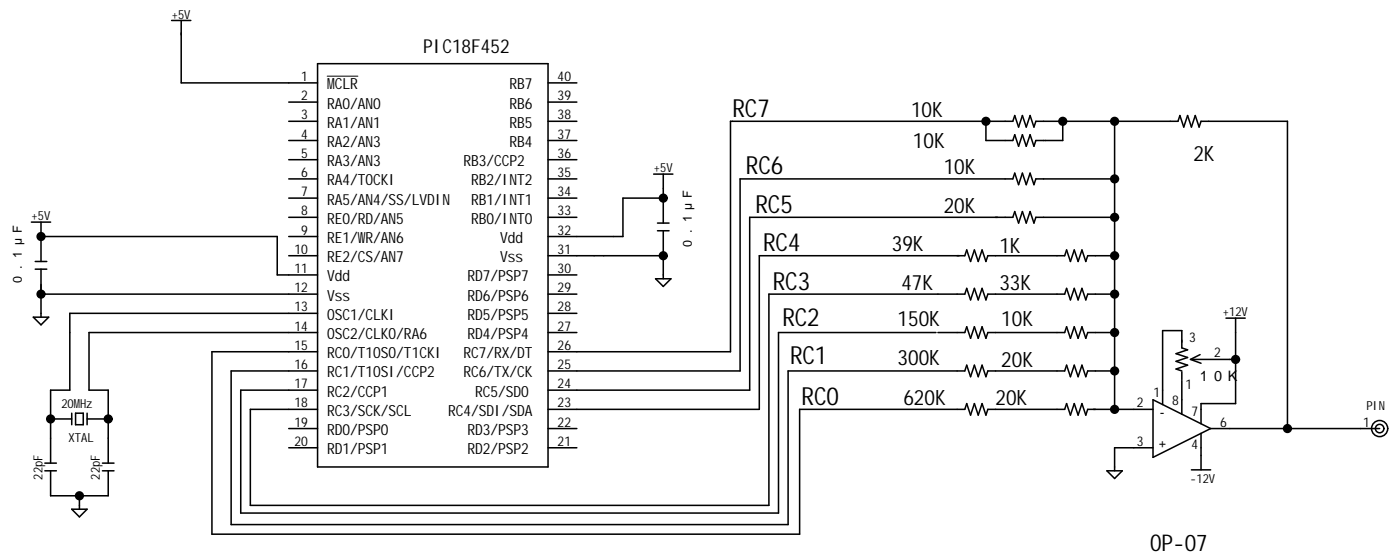 +5V
PIC18F452
1 MCLR RB7 40
2 RA0/AN0 RB6 39
3 RA1/AN1 RB5 38
4 RA2/AN3 RB4 37
5 RA3/AN3 RB3/CCP2 36
6 RA4/TOCKI RB2/INT2 35
7 RA5/AN4/SS/LVDIN RB1/INT1 34
8 RE0/RD/AN5 RB0/INT0 33
9 RE1/WR/AN6 Vdd 32
10 RE2/CS/AN7 Vss 31
11 Vdd RD7/PSP7 30
12 Vss RD6/PSP6 29
13 OSC1/CLKI RD5/PSP5 28
14 OSC2/CLKO/RA6 RD4/PSP4 27
15 RC0/T1OSO/T1CKI RC7/RX/DT 26
16 RC1/T1OSI/CCP2 RC6/TX/CK 25
17 RC2/CCP1 RC5/SDO 24
18 RC3/SCK/SCL RC4/SDI/SDA 23
19 RD0/PSP0 RD3/PSP3 22
20 RD1/PSP1 RD2/PSP2 21
+5V
0.1µF
+5V
0.1µF
20MHz
XTAL
22pF
22pF
RC7 10K
10K
2K
RC6 10K
RC5 20K
RC4 39K 1K
RC3 47K 33K
RC2 150K 10K
RC1 300K 20K
RC0 620K 20K
+12V
3
2
10K
1
1
8
7
2
-
6
3
+
4
-12V
PIN
1
OP-07